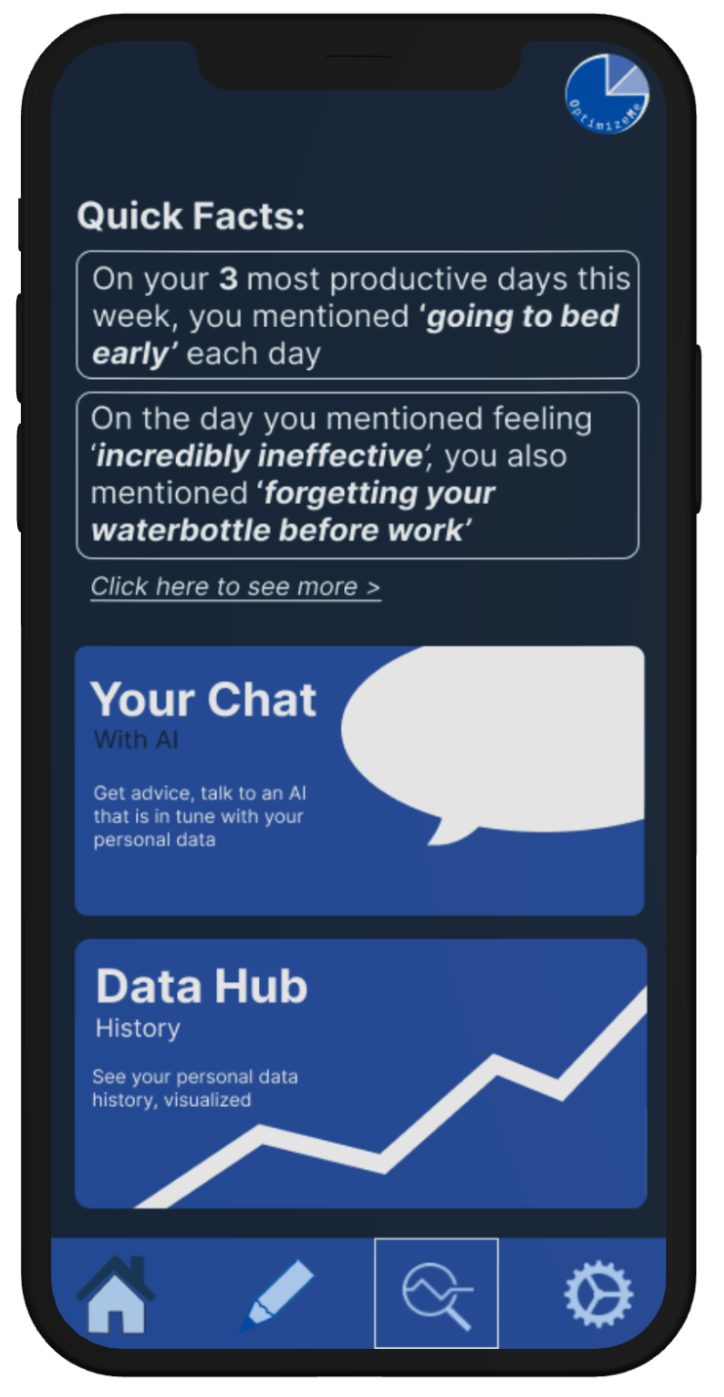 OptimizeMe
Quick Facts:
On your 3 most productive days this
week, you mentioned ‘going to bed
early’ each day
On the day you mentioned feeling
‘incredibly ineffective’, you also
mentioned ‘forgetting your
waterbottle before work’
Click here to see more >
Your Chat
With AI
Get advice, talk to an AI
that is in tune with your
personal data
Data Hub
History
See your personal data
history, visualized